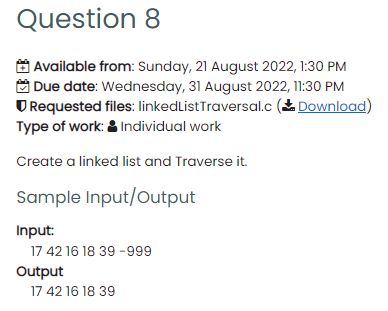 Question 8
Available from: Sunday, 21 August 2022, 1:30 PM
Due date: Wednesday, 31 August 2022, 11:30 PM
Requested files: linkedListTraversal.c (Download)
Type of work: Individual work
Create a linked list and Traverse it.
Sample Input/Output
Input:
17 42 16 18 39 -999
Output
17 42 16 18 39